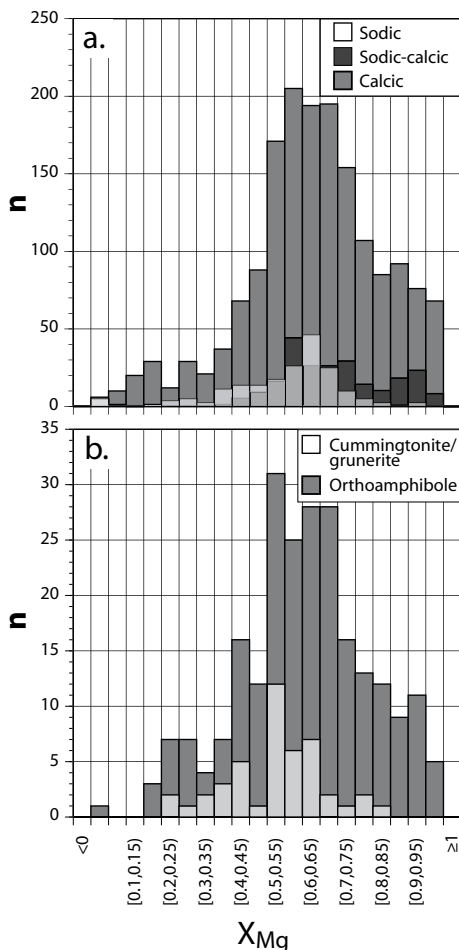 250
a.
Sodic
Sodic-calcic
Calcic
200
150
n
100
50
0
35
b.
Cummingtonite/
grunerite
Orthoamphibole
30
25
20
n
15
10
5
0
<0
[0.1,0.15)
[0.2,0.25)
[0.3,0.35)
[0.4,0.45)
[0.5,0.55)
[0.6,0.65)
[0.7,0.75)
[0.8,0.85)
[0.9,0.95)
≥1
XMg